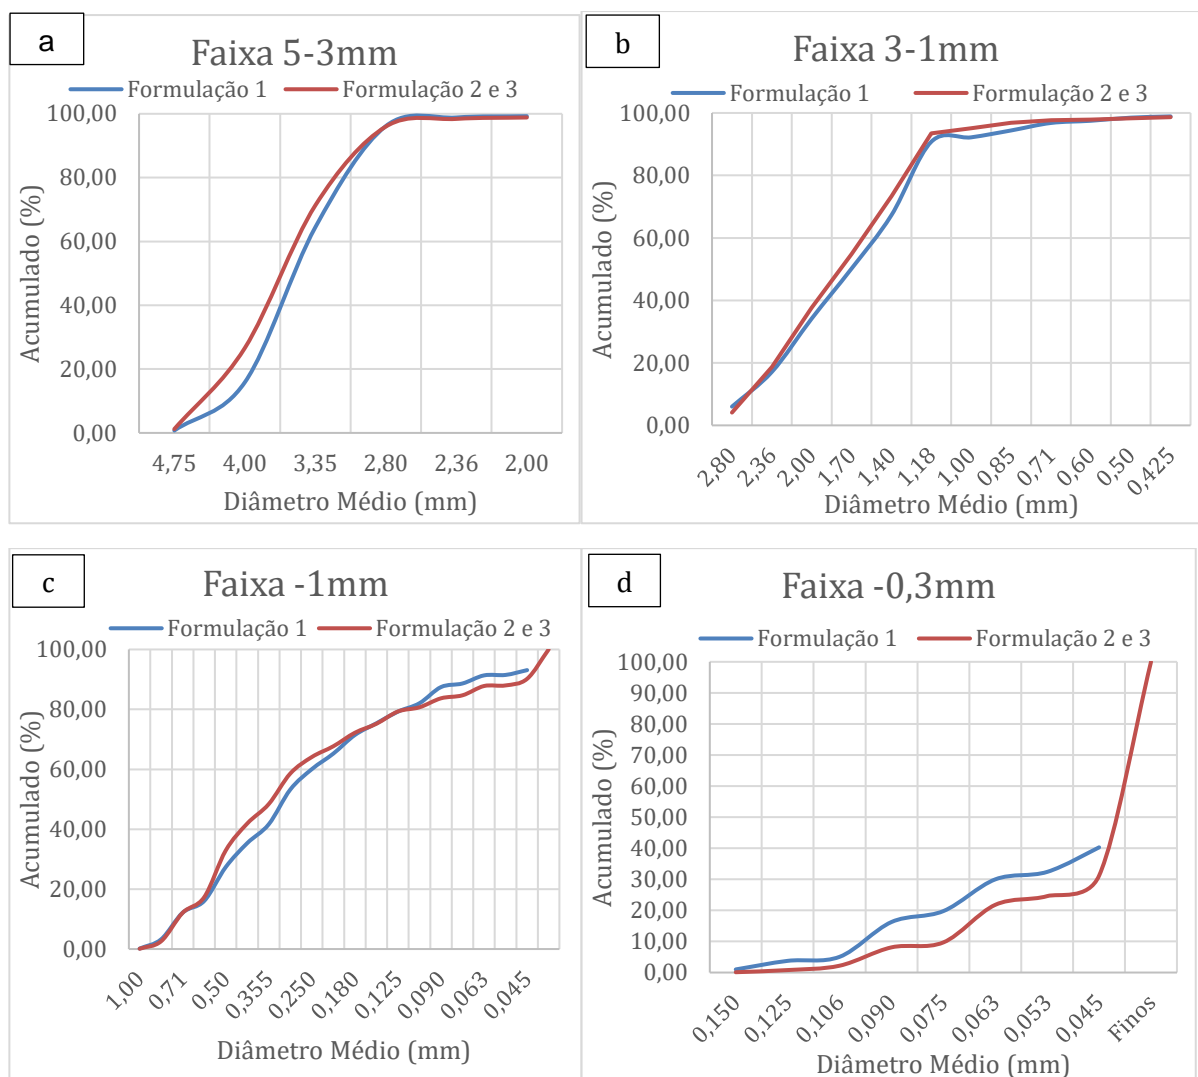 a
Faixa 5-3mm
Formulação 1
Formulação 2 e 3
Acumulado (%)
100,00
80,00
60,00
40,00
20,00
0,00
4,75 4,00 3,35 2,80 2,36 2,00
Diâmetro Médio (mm)
b
Faixa 3-1mm
Formulação 1
Formulação 2 e 3
Acumulado (%)
100,00
80,00
60,00
40,00
20,00
0,00
2,80 2,36 2,00 1,70 1,40 1,18 1,00 0,85 0,71 0,60 0,50 0,425
Diâmetro Médio (mm)
c
Faixa -1mm
Formulação 1
Formulação 2 e 3
Acumulado (%)
100,00
80,00
60,00
40,00
20,00
0,00
1,00 0,71 0,50 0,355 0,250 0,180 0,125 0,090 0,063 0,045
Diâmetro Médio (mm)
d
Faixa -0,3mm
Formulação 1
Formulação 2 e 3
Acumulado (%)
100,00
90,00
80,00
70,00
60,00
50,00
40,00
30,00
20,00
10,00
0,00
0,150 0,125 0,106 0,090 0,075 0,063 0,053 0,045 Finos
Diâmetro Médio (mm)